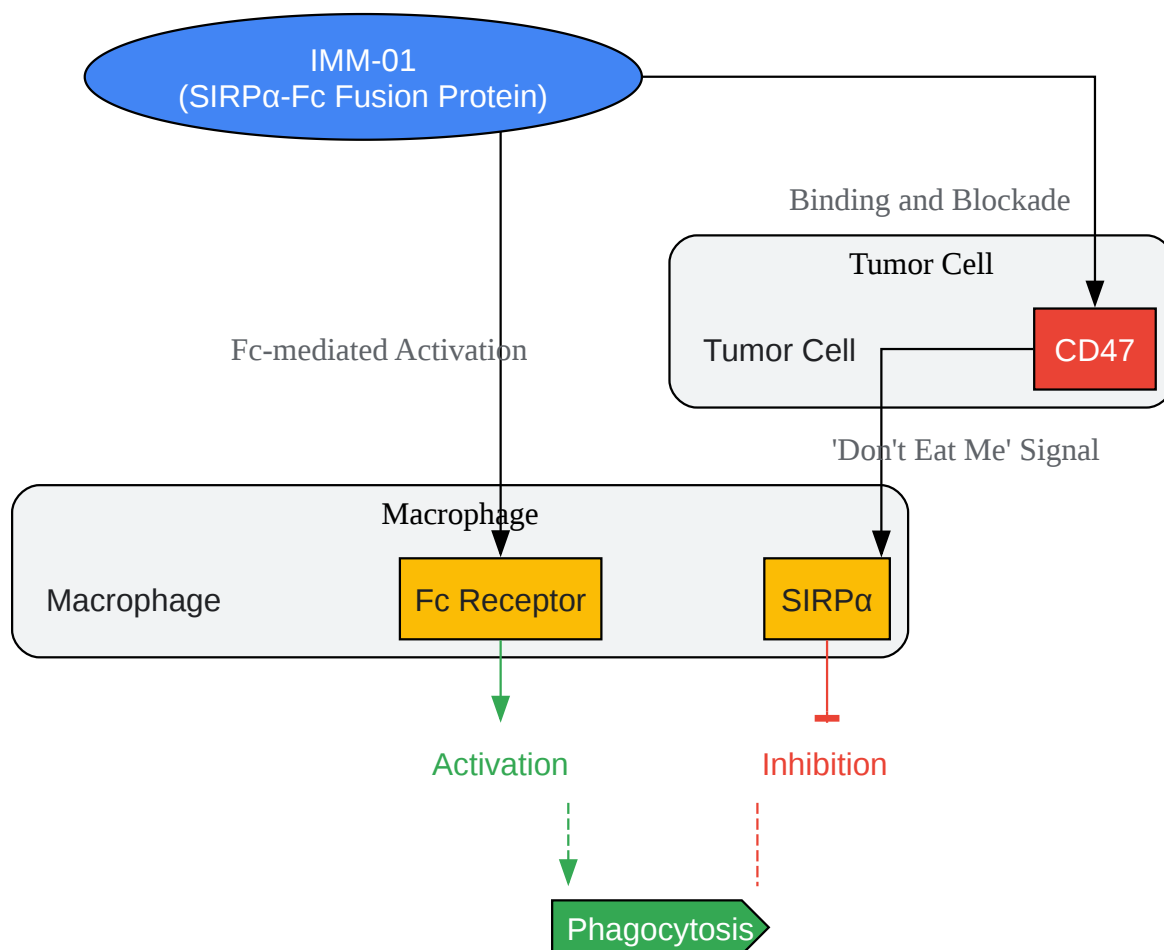 IMM-01
(SIRPα-Fc Fusion Protein)
Binding and Blockade
Tumor Cell
Tumor Cell
CD47
Fc-mediated Activation
'Don't Eat Me' Signal
Macrophage
Macrophage
Fc Receptor
SIRPα
Activation
Inhibition
Phagocytosis